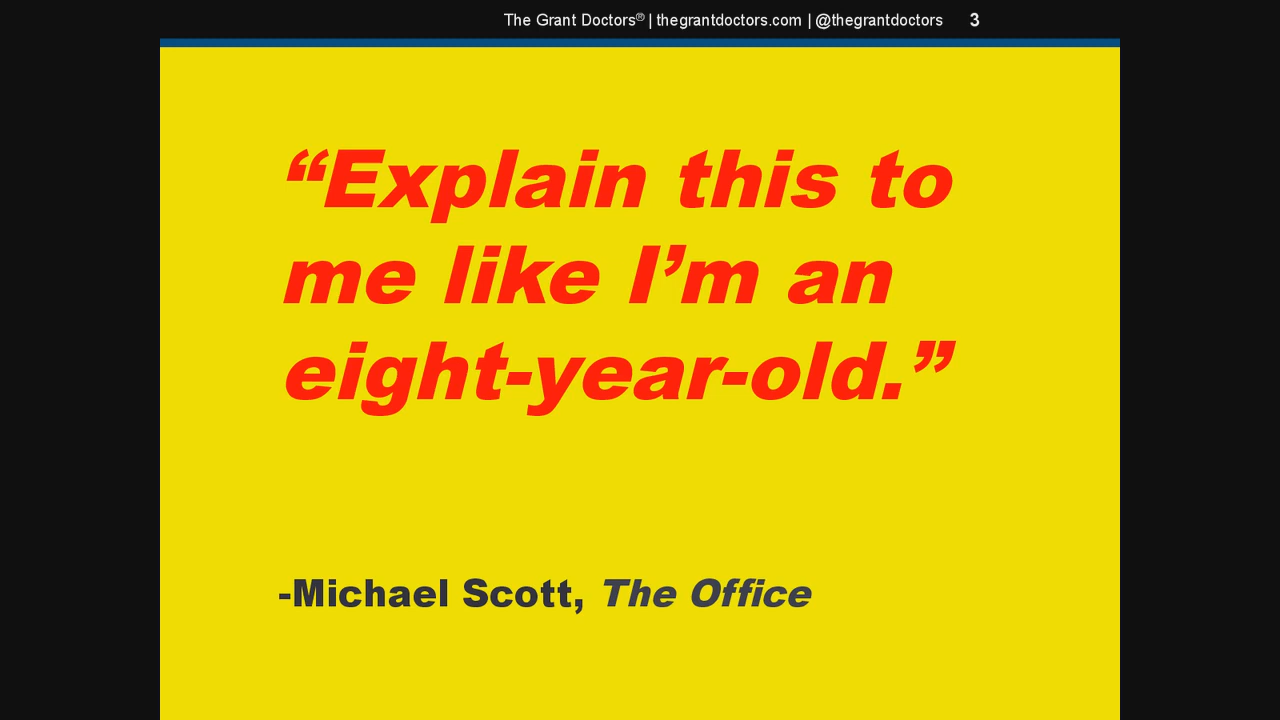 The Grant Doctors® | thegrantdoctors.com | @thegrantdoctors 3
“Explain this to
me like I’m an
eight-year-old.”
-Michael Scott, The Office